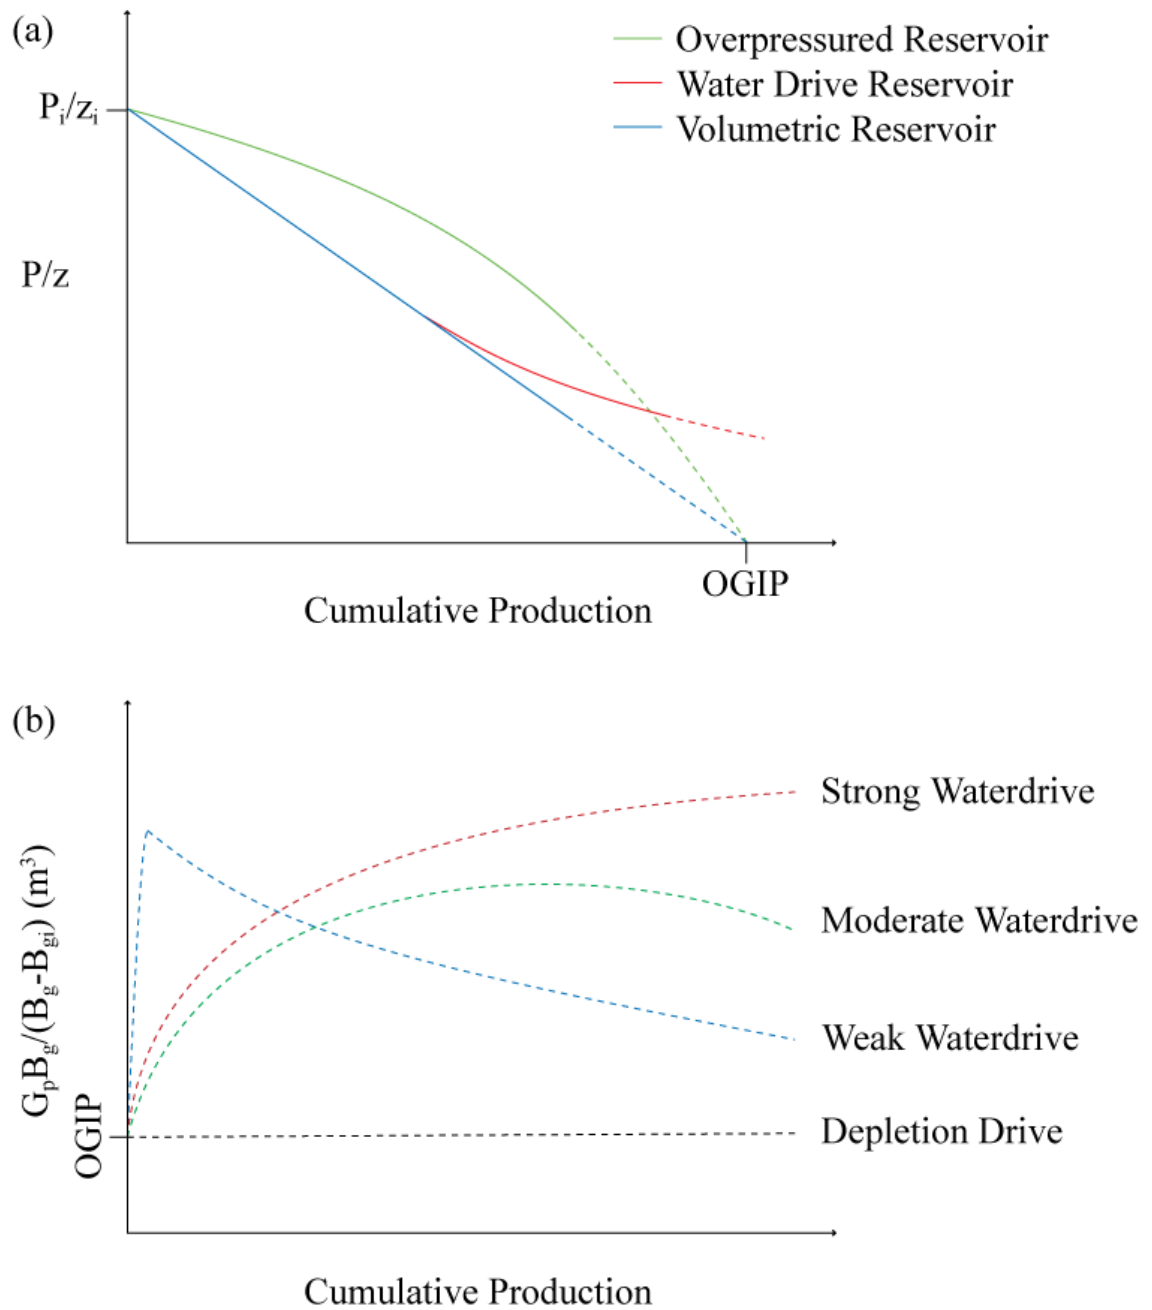 (a)
Overpressured Reservoir
Water Drive Reservoir
Volumetric Reservoir
Pi/zi
P/z
OGIP
Cumulative Production
(b)
Strong Waterdrive
Moderate Waterdrive
Weak Waterdrive
Depletion Drive
GpBg/(Bg-Bgi) (m³)
OGIP
Cumulative Production